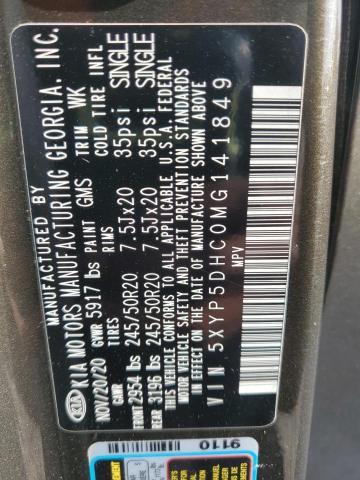 MANUFACTURED BY
KIA KIA MOTORS MANUFACTURING GEORGIA, INC.
NOV/20/20 GVWR 5917 lbs PAINT GMS /TRIM WK
GAWR TIRES RIMS COLD TIRE INFL
FRONT 2954 lbs 245/50R20 7.5Jx20 35psi SINGLE
REAR 3196 lbs 245/50R20 7.5Jx20 35psi SINGLE
THIS VEHICLE CONFORMS TO ALL APPLICABLE U.S.A. FEDERAL
MOTOR VEHICLE SAFETY AND THEFT PREVENTION STANDARDS
IN EFFECT ON THE DATE OF MANUFACTURE SHOWN ABOVE
VIN 5XYP5DHC0MG141849
MPV
9110